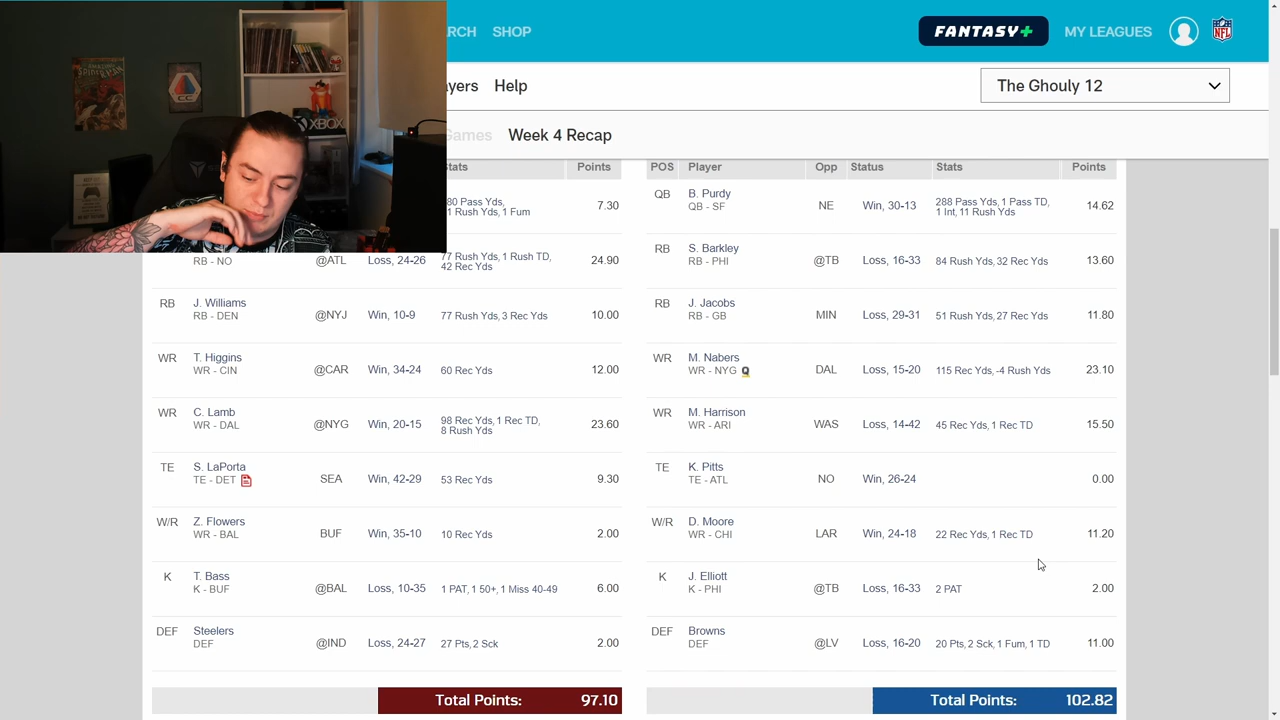 ARCH SHOP FANTASY+ MY LEAGUES NFL
yers Help The Ghouly 12
Games Week 4 Recap
XBOX
tats Points
80 Pass Yds, 7.30
1 Rush Yds, 1 Fum
RB - NO @ATL Loss, 24-26 77 Rush Yds, 1 Rush TD, 24.90
42 Rec Yds
RB J. Williams @NYJ Win, 10-9 77 Rush Yds, 3 Rec Yds 10.00
RB - DEN
WR T. Higgins @CAR Win, 34-24 60 Rec Yds 12.00
WR - CIN
WR C. Lamb @NYG Win, 20-15 98 Rec Yds, 1 Rec TD, 23.60
WR - DAL 8 Rush Yds
TE S. LaPorta SEA Win, 42-29 53 Rec Yds 9.30
TE - DET
W/R Z. Flowers BUF Win, 35-10 10 Rec Yds 2.00
WR - BAL
K T. Bass @BAL Loss, 10-35 1 PAT, 1 50+, 1 Miss 40-49 6.00
K - BUF
DEF Steelers @IND Loss, 24-27 27 Pts, 2 Sck 2.00
DEF
Total Points: 97.10
POS Player Opp Status Stats Points
QB B. Purdy NE Win, 30-13 288 Pass Yds, 1 Pass TD, 14.62
QB - SF 1 Int, 11 Rush Yds
RB S. Barkley @TB Loss, 16-33 84 Rush Yds, 32 Rec Yds 13.60
RB - PHI
RB J. Jacobs MIN Loss, 29-31 51 Rush Yds, 27 Rec Yds 11.80
RB - GB
WR M. Nabers DAL Loss, 15-20 115 Rec Yds, -4 Rush Yds 23.10
WR - NYG Q
WR M. Harrison WAS Loss, 14-42 45 Rec Yds, 1 Rec TD 15.50
WR - ARI
TE K. Pitts NO Win, 26-24 0.00
TE - ATL
W/R D. Moore LAR Win, 24-18 22 Rec Yds, 1 Rec TD 11.20
WR - CHI
K J. Elliott @TB Loss, 16-33 2 PAT 2.00
K - PHI
DEF Browns @LV Loss, 16-20 20 Pts, 2 Sck, 1 Fum, 1 TD 11.00
DEF
Total Points: 102.82